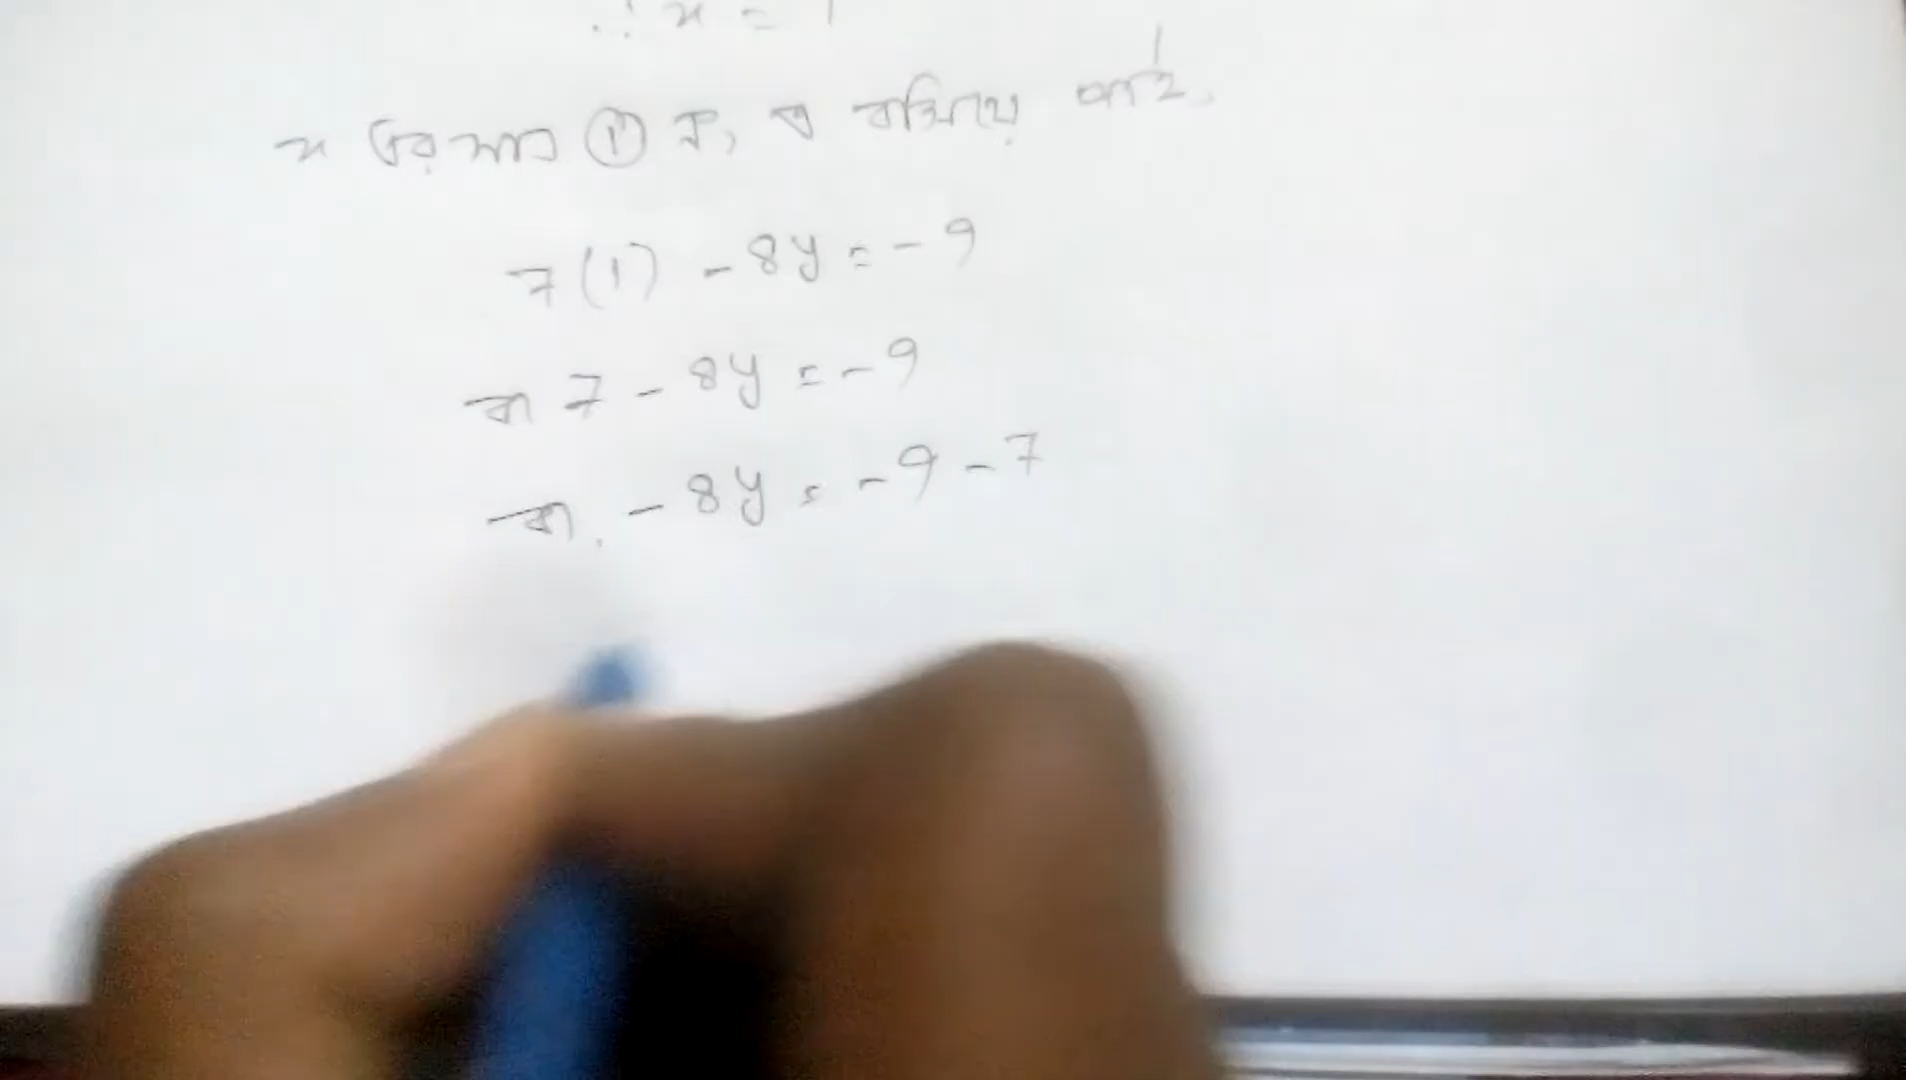 ∴ x = 1
x এর মান ① নং, এ বসিয়ে পাই,
7(1) - 8y = - 9
বা 7 - 8y = - 9
বা, - 8y = - 9 - 7